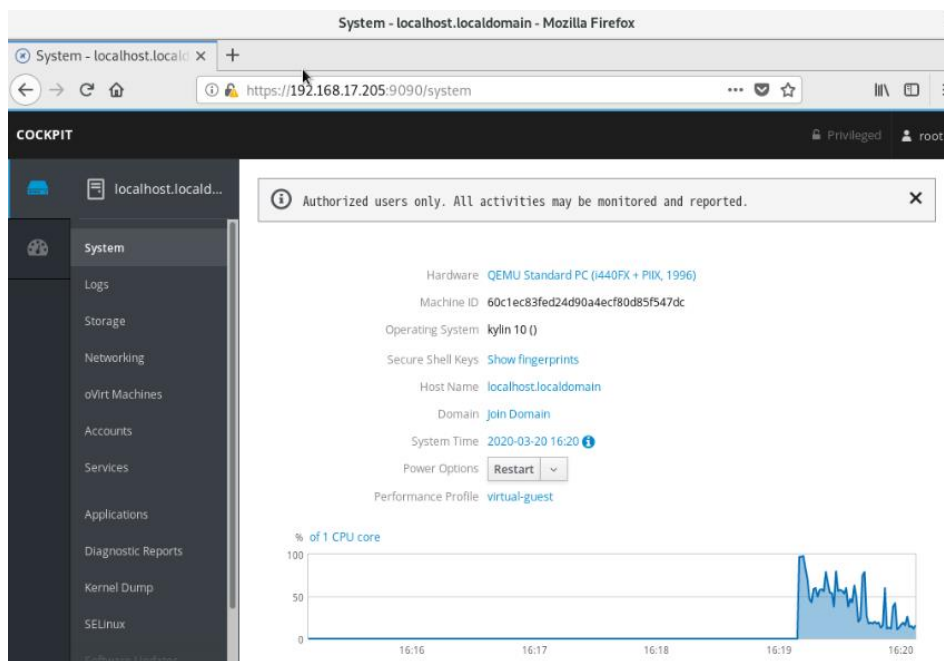 System - localhost.localdomain - Mozilla Firefox
System - localhost.locald
https://192.168.17.205:9090/system
COCKPIT
Privileged
root
localhost.locald...
Authorized users only. All activities may be monitored and reported.
System
Logs
Storage
Networking
oVirt Machines
Accounts
Services
Applications
Diagnostic Reports
Kernel Dump
SELinux
Hardware QEMU Standard PC (i440FX + PIIX, 1996)
Machine ID 60c1ec83fed24d90a4ecf80d85f547dc
Operating System kylin 10 ()
Secure Shell Keys Show fingerprints
Host Name localhost.localdomain
Domain Join Domain
System Time 2020-03-20 16:20
Power Options Restart
Performance Profile virtual-guest
% of 1 CPU core
100
50
0
16:16 16:17 16:18 16:19 16:20